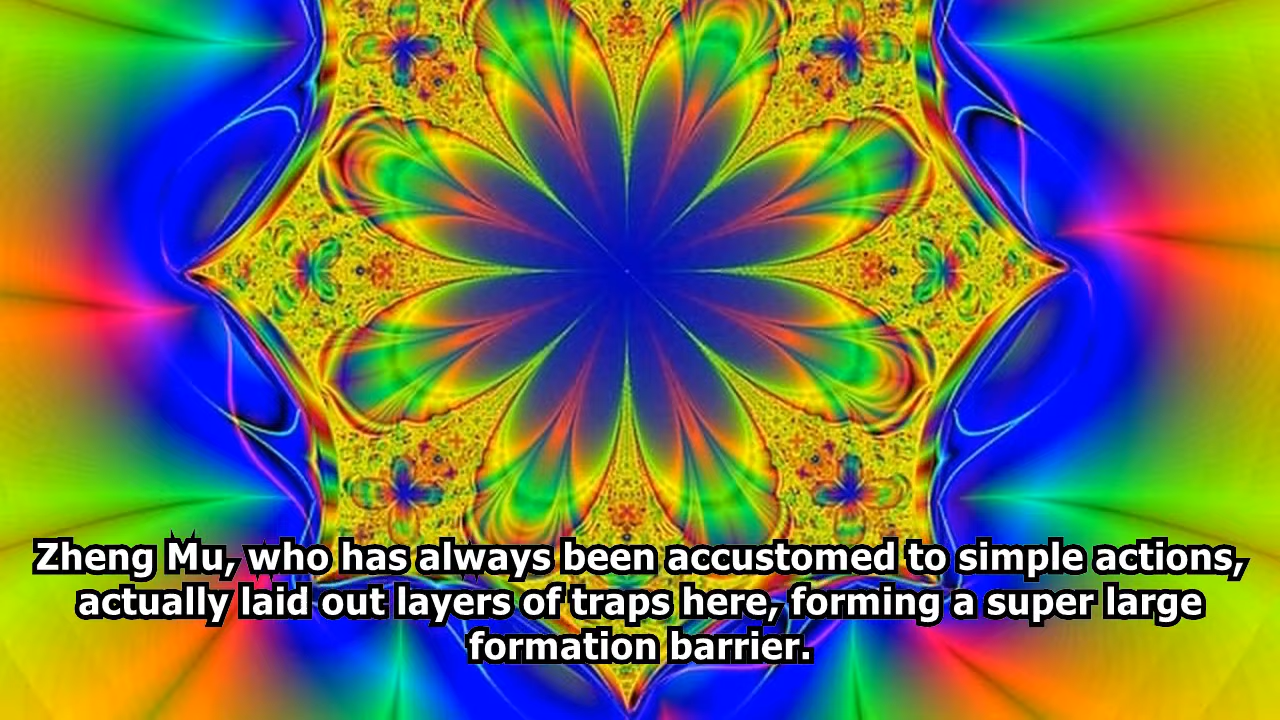 Zheng Mu, who has always been accustomed to simple actions,
actually laid out layers of traps here, forming a super large
formation barrier.